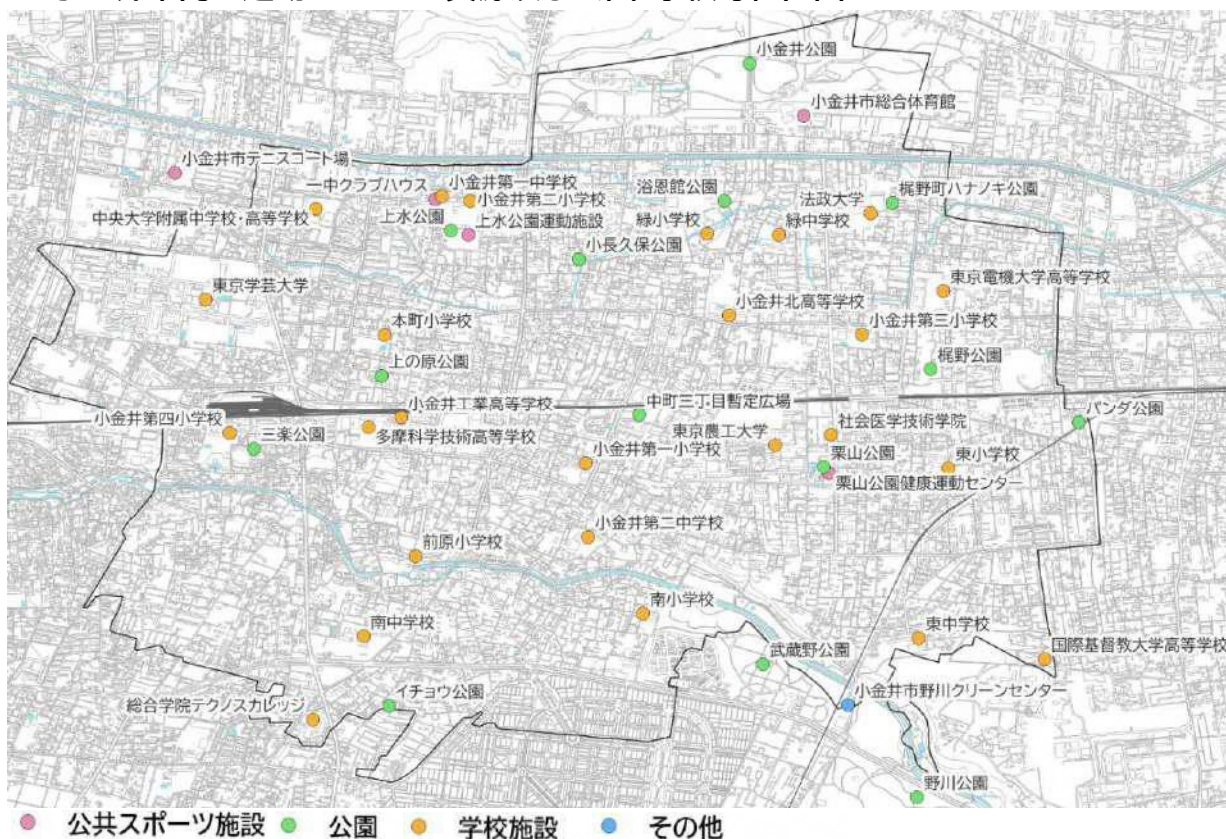 小金井公園
小金井市総合体育館
小金井市テニスコート場
一中クラブハウス
小金井第一中学校
小金井第二小学校
浴恩館公園
法政大学
梶野町ハナノキ公園
中央大学附属中学校・高等学校
上水公園
上水公園運動施設
緑小学校
緑中学校
小長久保公園
東京学芸大学
東京電機大学高等学校
本町小学校
小金井北高等学校
小金井第三小学校
上の原公園
梶野公園
小金井第四小学校
小金井工業高等学校
中町三丁目暫定広場
三楽公園
多摩科学技術高等学校
東京農工大学
社会医学技術学院
パンダ公園
小金井第一小学校
栗山公園
東小学校
栗山公園健康運動センター
小金井第二中学校
前原小学校
南小学校
南中学校
東中学校
武蔵野公園
国際基督教大学高等学校
総合学院テクノスカレッジ
イチョウ公園
小金井市野川クリーンセンター
野川公園
公共スポーツ施設 公園 学校施設 その他